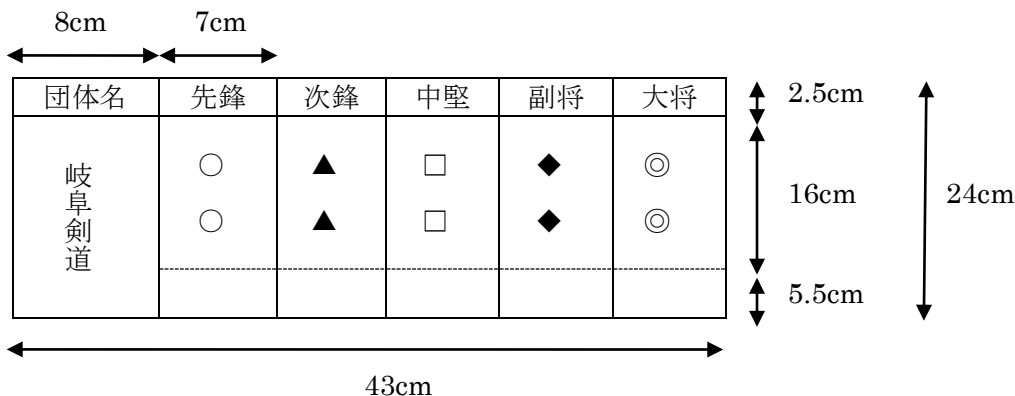 8cm 7cm
団体名 先鋒 次鋒 中堅 副将 大将
2.5cm
岐阜剣道
○ ▲ □ ◆ ◎
○ ▲ □ ◆ ◎
16cm
24cm
5.5cm
43cm